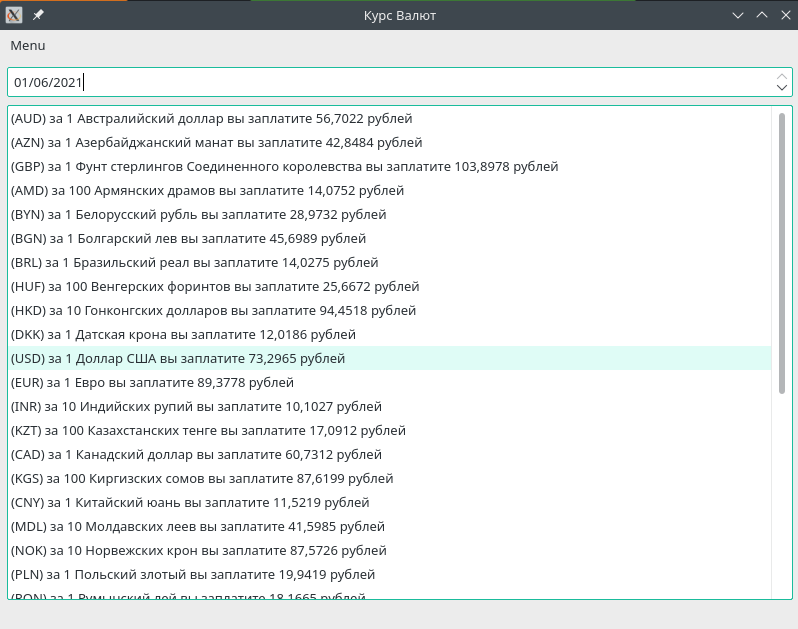 Курс Валют
Menu
01/06/2021
(AUD) за 1 Австралийский доллар вы заплатите 56,7022 рублей
(AZN) за 1 Азербайджанский манат вы заплатите 42,8484 рублей
(GBP) за 1 Фунт стерлингов Соединенного королевства вы заплатите 103,8978 рублей
(AMD) за 100 Армянских драмов вы заплатите 14,0752 рублей
(BYN) за 1 Белорусский рубль вы заплатите 28,9732 рублей
(BGN) за 1 Болгарский лев вы заплатите 45,6989 рублей
(BRL) за 1 Бразильский реал вы заплатите 14,0275 рублей
(HUF) за 100 Венгерских форинтов вы заплатите 25,6672 рублей
(HKD) за 10 Гонконгских долларов вы заплатите 94,4518 рублей
(DKK) за 1 Датская крона вы заплатите 12,0186 рублей
(USD) за 1 Доллар США вы заплатите 73,2965 рублей
(EUR) за 1 Евро вы заплатите 89,3778 рублей
(INR) за 10 Индийских рупий вы заплатите 10,1027 рублей
(KZT) за 100 Казахстанских тенге вы заплатите 17,0912 рублей
(CAD) за 1 Канадский доллар вы заплатите 60,7312 рублей
(KGS) за 100 Киргизских сомов вы заплатите 87,6199 рублей
(CNY) за 1 Китайский юань вы заплатите 11,5219 рублей
(MDL) за 10 Молдавских леев вы заплатите 41,5985 рублей
(NOK) за 10 Норвежских крон вы заплатите 87,5726 рублей
(PLN) за 1 Польский злотый вы заплатите 19,9419 рублей
(RON) за 1 Румынский лей вы заплатите 18,1665 рублей